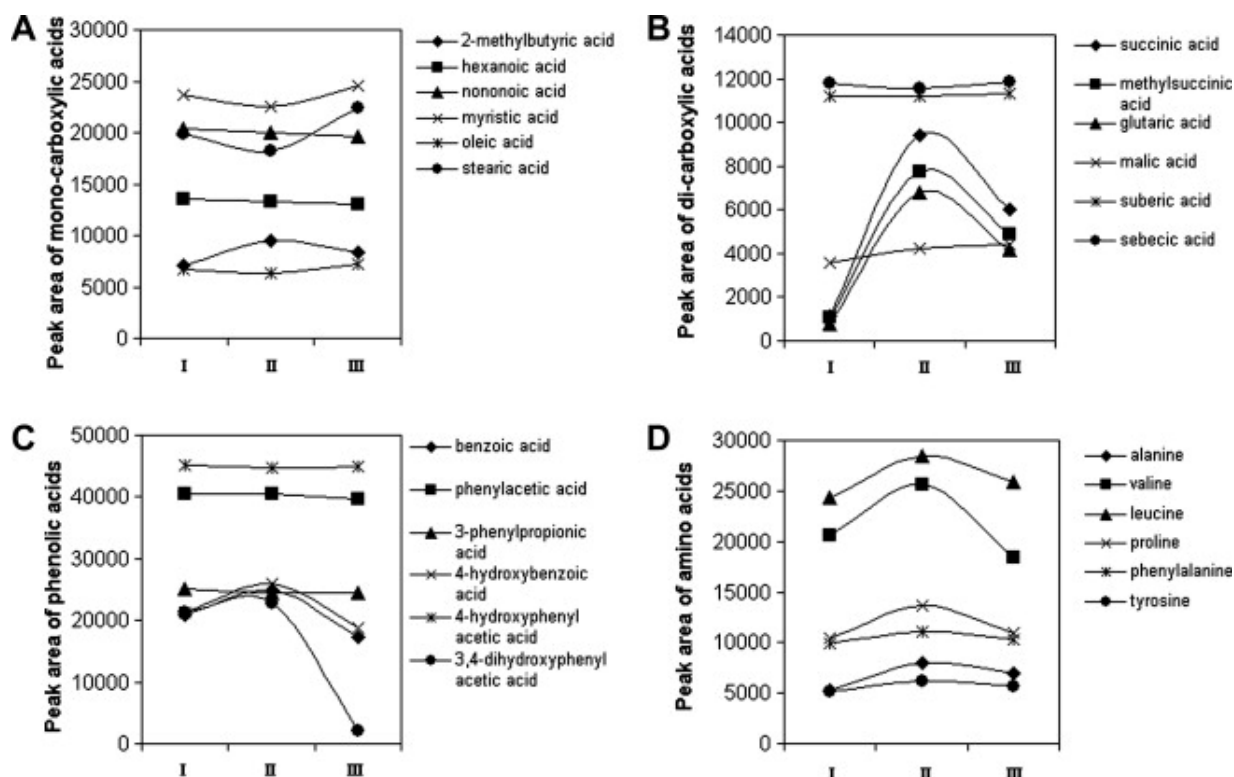 A
Peak area of mono-carboxylic acids
30000
25000
20000
15000
10000
5000
0
I II III
2-methylbutyric acid
hexanoic acid
nononoic acid
myristic acid
oleic acid
stearic acid
B
Peak area of di-carboxylic acids
14000
12000
10000
8000
6000
4000
2000
0
I II III
succinic acid
methylsuccinic
acid
glutaric acid
malic acid
suberic acid
sebecic acid
C
Peak area of phenolic acids
50000
40000
30000
20000
10000
0
I II III
benzoic acid
phenylacetic acid
3-phenylpropionic
acid
4-hydroxybenzoic
acid
4-hydroxyphenyl
acetic acid
3,4-dihydroxyphenyl
acetic acid
D
Peak area of amino acids
30000
25000
20000
15000
10000
5000
0
I II III
alanine
valine
leucine
proline
phenylalanine
tyrosine